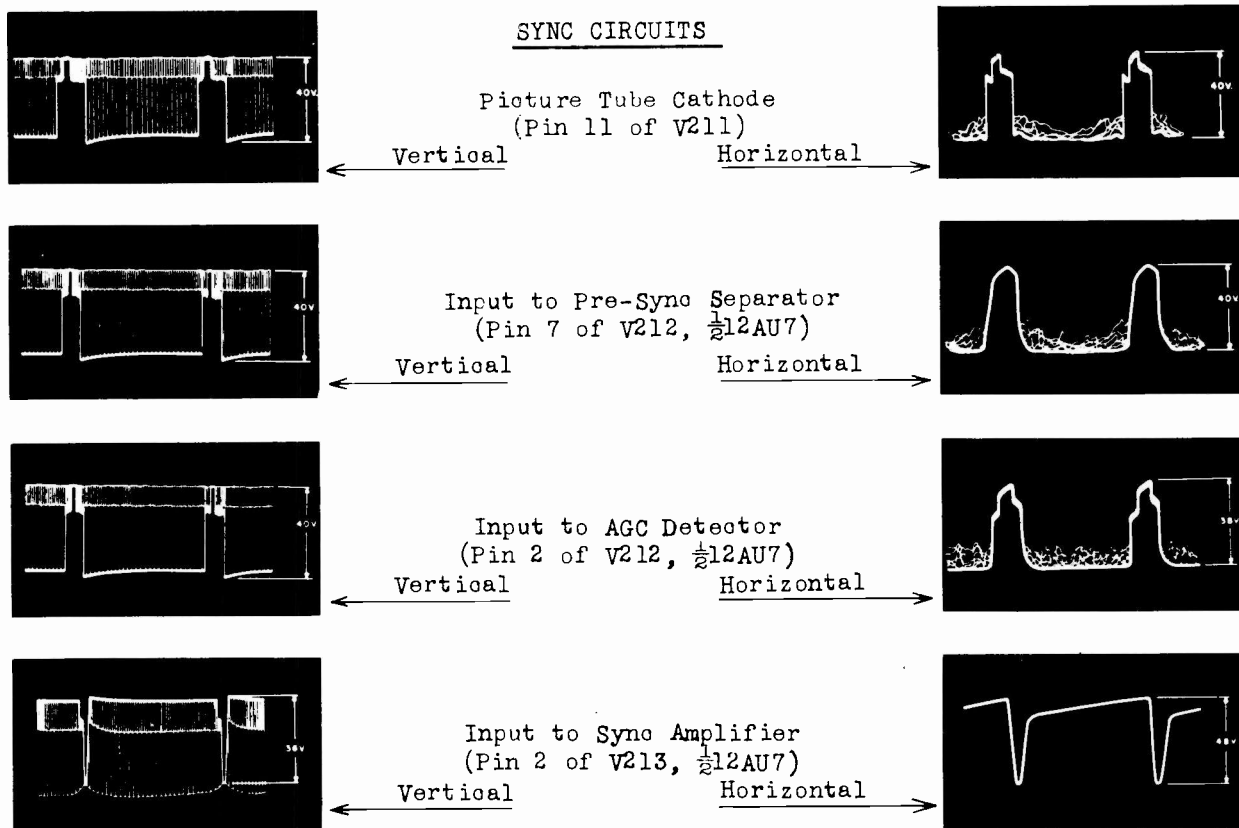 SYNC CIRCUITS
40V.
Picture Tube Cathode
(Pin 11 of V211)
40V.
Vertical
Horizontal
40V.
Input to Pre-Sync Separator
(Pin 7 of V212, ½12AU7)
40V.
Vertical
Horizontal
40V.
Input to AGC Detector
(Pin 2 of V212, ½12AU7)
38V
Vertical
Horizontal
38V
Input to Sync Amplifier
(Pin 2 of V213, ½12AU7)
48V
Vertical
Horizontal